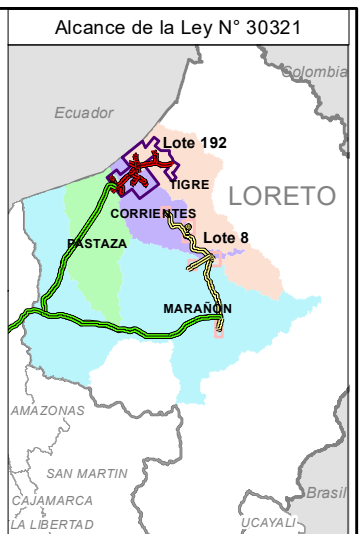 Alcance de la Ley N° 30321
Colombia
Ecuador
Lote 192
TIGRE
LORETO
CORRIENTES
Lote 8
PASTAZA
MARAÑON
AMAZONAS
SAN MARTIN
CAJAMARCA
Brasil
LA LIBERTAD
UCAYALI